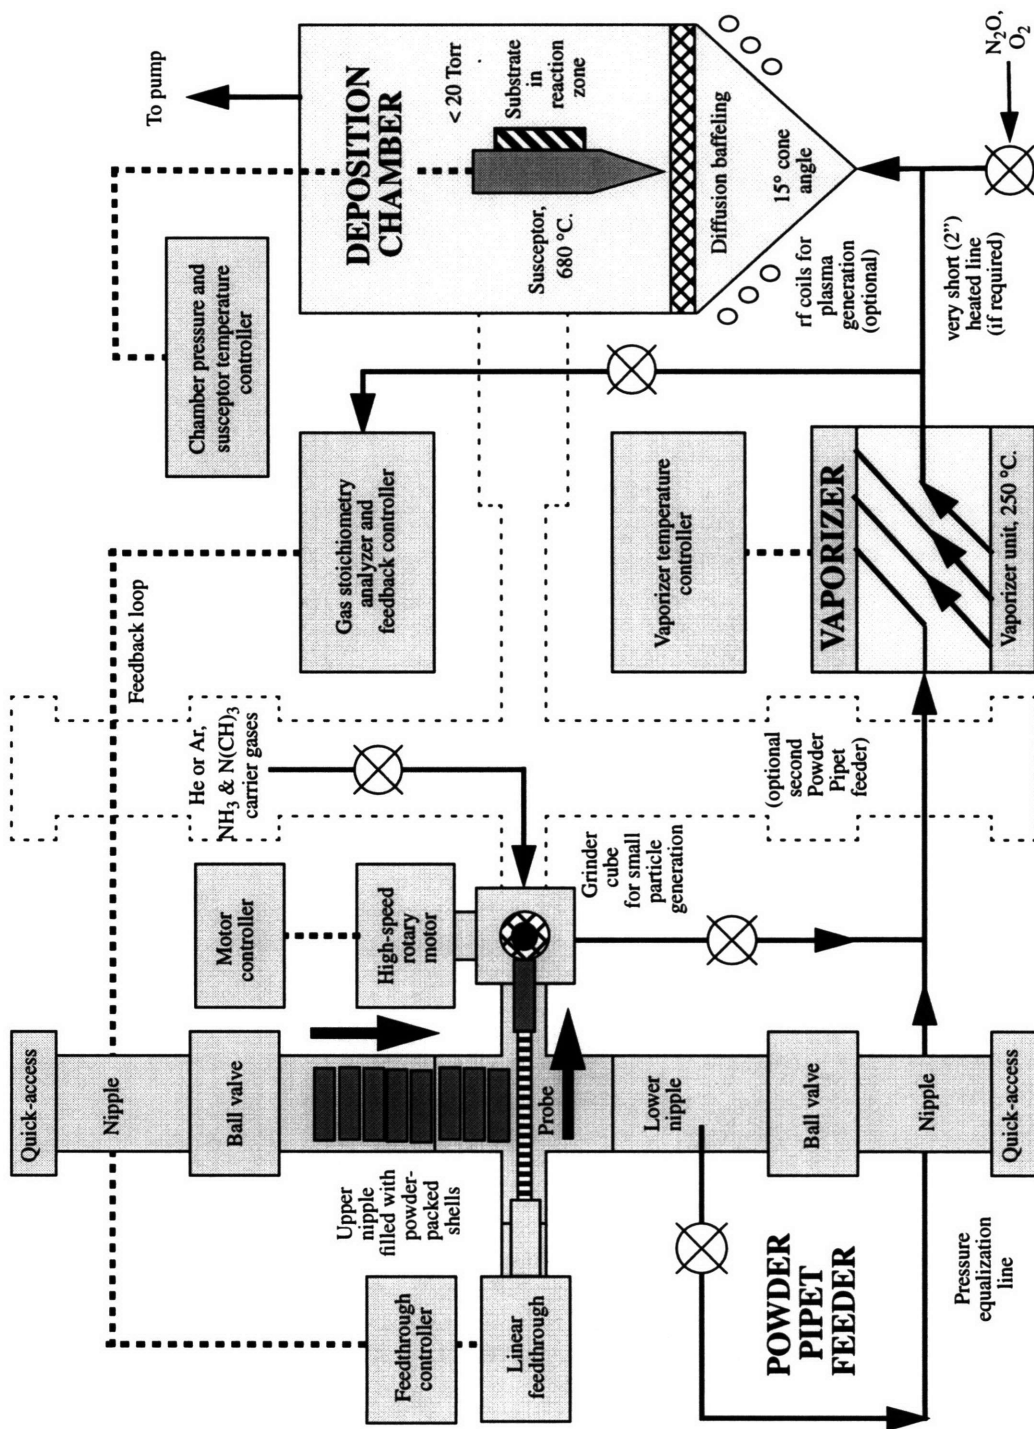 Quick-access
Nipple
Ball valve
Upper
nipple
filled with
powder-
packed
shells
Feedthrough
controller
Linear
feedthrough
Probe
Lower
nipple
Ball valve
Nipple
Quick-access
POWDER
PIPET
FEEDER
Pressure
equalization
line
Motor
controller
High-speed
rotary
motor
Grinder
cube
for small
particle
generation
He or Ar,
NH3 & N(CH)3
carrier gases
Feedback loop
(optional
second
Powder
Pipet
feeder)
Gas stoichiometry
analyzer and
feedback controller
Vaporizer temperature
controller
VAPORIZER
Vaporizer unit, 250 °C.
Chamber pressure and
susceptor temperature
controller
To pump
DEPOSITION
CHAMBER
< 20 Torr
Substrate
in
reaction
zone
Susceptor,
680 °C.
Diffusion baffeling
15° cone
angle
rf coils for
plasma
generation
(optional)
very short (2")
heated line
(if required)
N2O,
O2